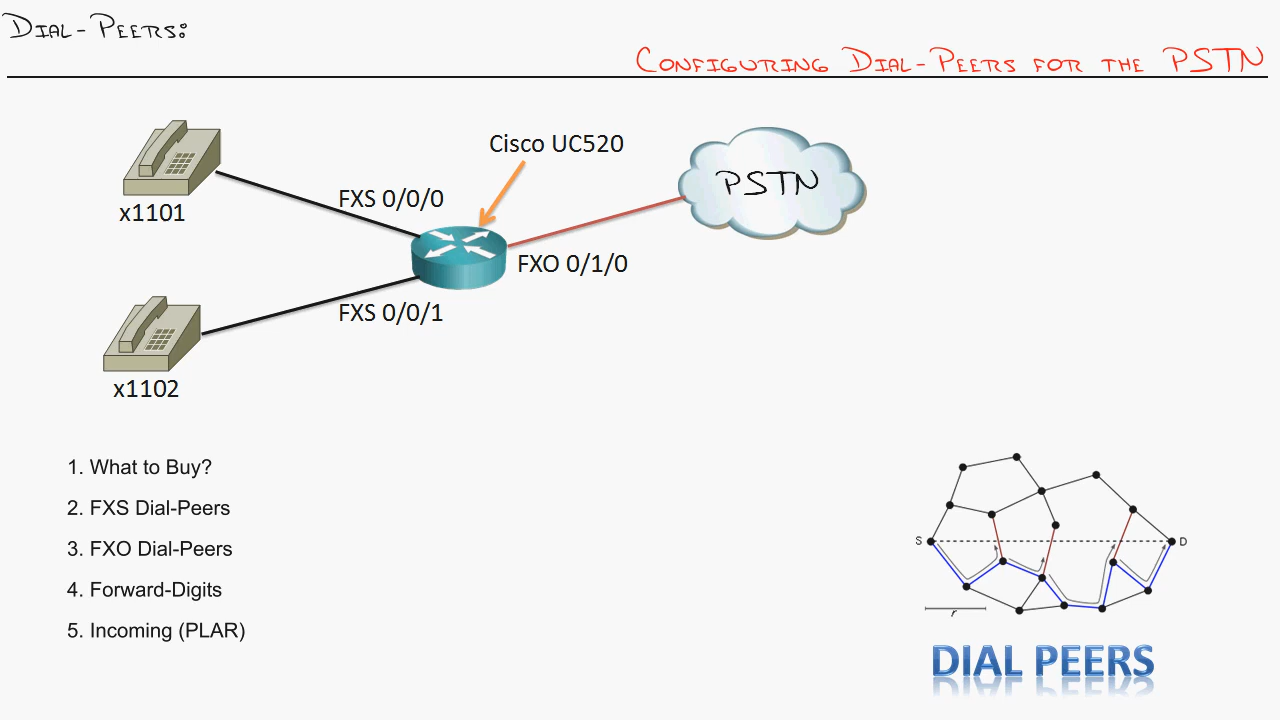 Dial-Peers:
Configuring Dial-Peers for the PSTN
Cisco UC520
PSTN
x1101
FXS 0/0/0
FXO 0/1/0
FXS 0/0/1
x1102
1. What to Buy?
2. FXS Dial-Peers
3. FXO Dial-Peers
4. Forward-Digits
5. Incoming (PLAR)
S
D
r
DIAL PEERS